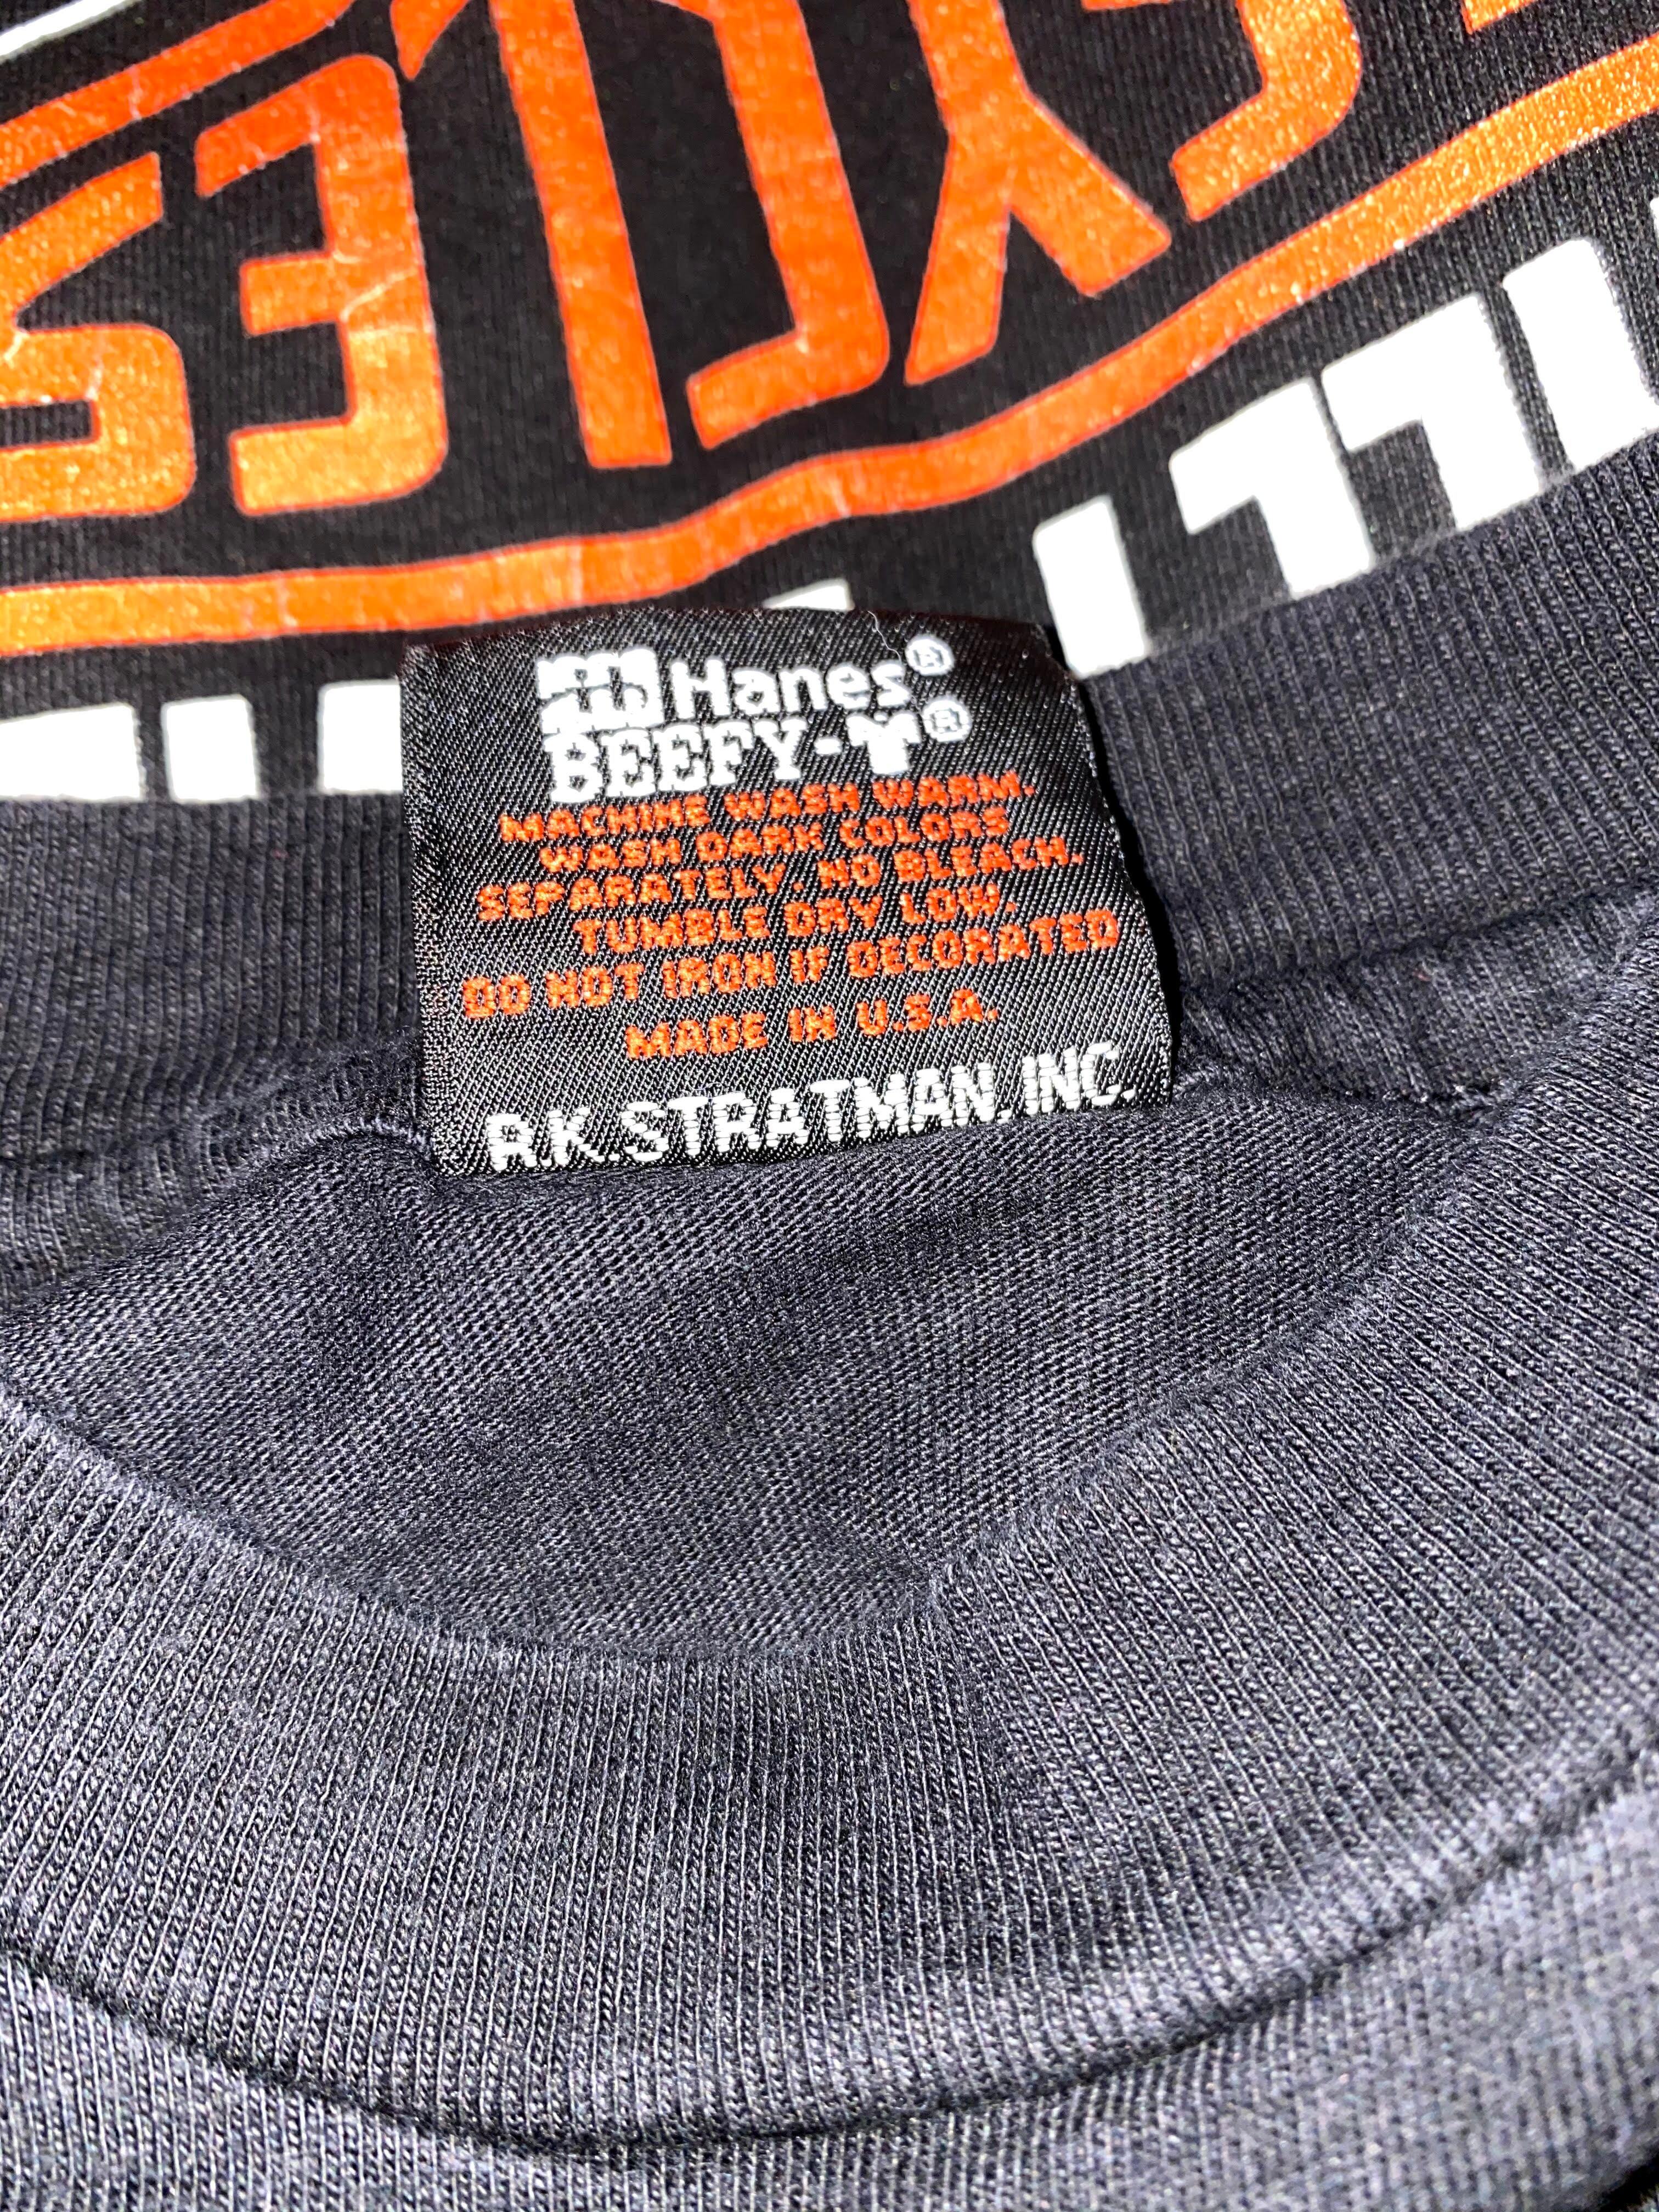 Hanes®
BEEFY-T®
MACHINE WASH WARM.
WASH DARK COLORS
SEPARATELY. NO BLEACH.
TUMBLE DRY LOW.
DO NOT IRON IF DECORATED
MADE IN U.S.A.
R.K. STRATMAN, INC.